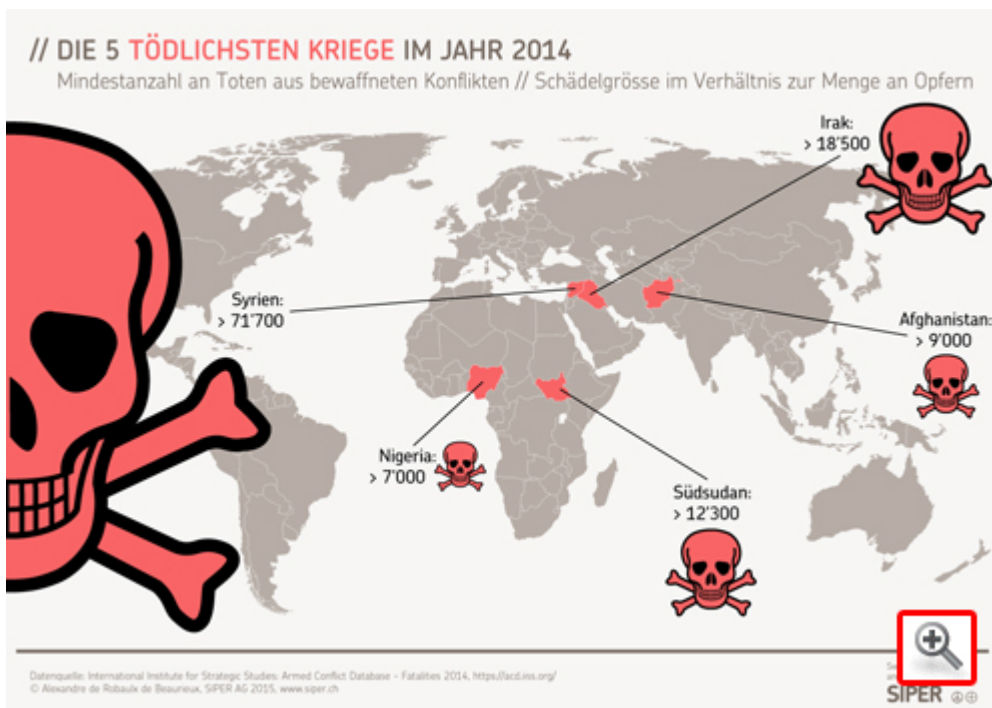 // DIE 5 TÖDLICHSTEN KRIEGE IM JAHR 2014
Mindestanzahl an Toten aus bewaffneten Konflikten // Schädelgrösse im Verhältnis zur Menge an Opfern
Irak:
> 18'500
Syrien:
> 71'700
Afghanistan:
> 9'000
Nigeria:
> 7'000
Südsudan:
> 12'300
Datenquelle: International Institute for Strategic Studies: Armed Conflict Database - Fatalities 2014, https://acd.iiss.org/
© Alexandre de Robaulx de Beaurieux, SIPER AG 2015, www.siper.ch
SIPER